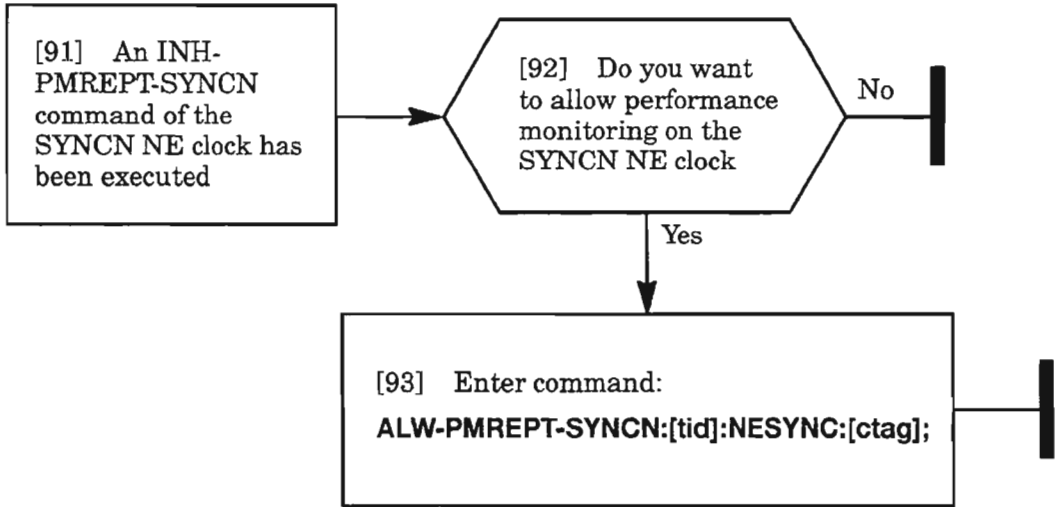 [91] An INH-
PMREPT-SYNCN
command of the
SYNCN NE clock has
been executed
[92] Do you want
to allow performance
monitoring on the
SYNCN NE clock
No
Yes
[93] Enter command:
ALW-PMREPT-SYNCN:[tid]:NESYNC:[ctag];